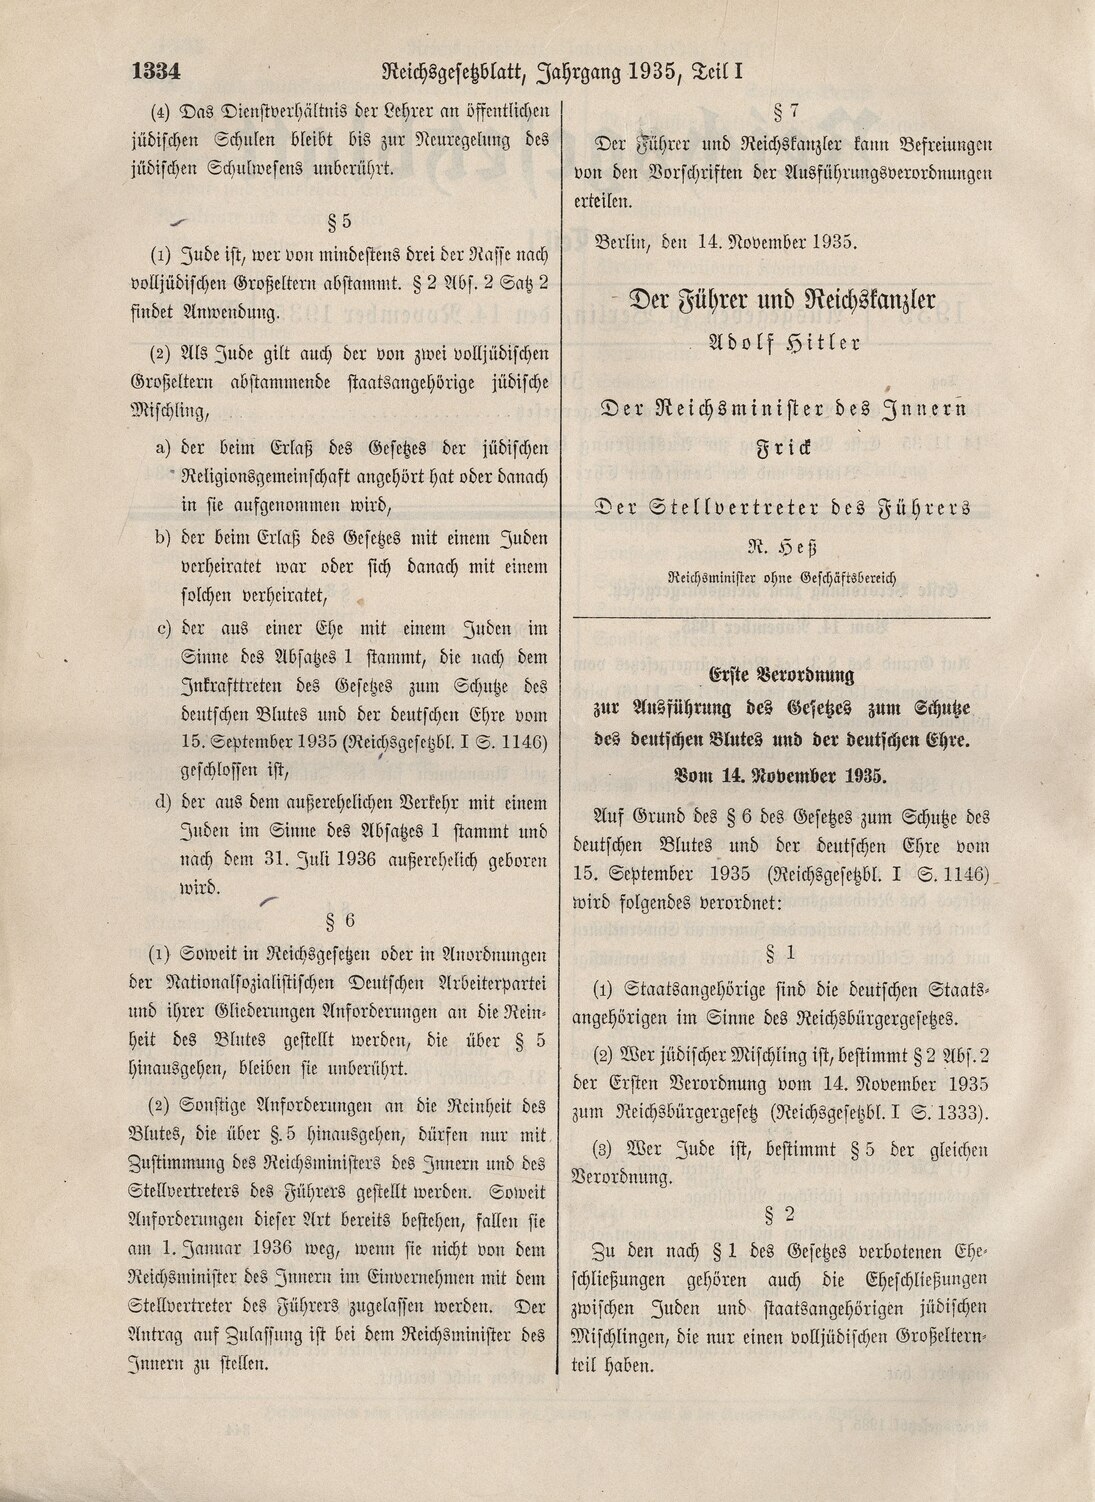 1334
Reichsgesetzblatt, Jahrgang 1935, Teil I
(4) Das Dienstverhältnis der Lehrer an öffentlichen
jüdischen Schulen bleibt bis zur Neuregelung des
jüdischen Schulwesens unberührt.
§ 5
(1) Jude ist, wer von mindestens drei der Rasse nach
volljüdischen Großeltern abstammt. § 2 Abs. 2 Satz 2
findet Anwendung.
(2) Als Jude gilt auch der von zwei volljüdischen
Großeltern abstammende staatsangehörige jüdische
Mischling,
a) der beim Erlaß des Gesetzes der jüdischen
Religionsgemeinschaft angehört hat oder danach
in sie aufgenommen wird,
b) der beim Erlaß des Gesetzes mit einem Juden
verheiratet war oder sich danach mit einem
solchen verheiratet,
c) der aus einer Ehe mit einem Juden im
Sinne des Absatzes 1 stammt, die nach dem
Inkrafttreten des Gesetzes zum Schutze des
deutschen Blutes und der deutschen Ehre vom
15. September 1935 (Reichsgesetzbl. I S. 1146)
geschlossen ist,
d) der aus dem außerehelichen Verkehr mit einem
Juden im Sinne des Absatzes 1 stammt und
nach dem 31. Juli 1936 außerehelich geboren
wird.
§ 6
(1) Soweit in Reichsgesetzen oder in Anordnungen
der Nationalsozialistischen Deutschen Arbeiterpartei
und ihrer Gliederungen Anforderungen an die Rein-
heit des Blutes gestellt werden, die über § 5
hinausgehen, bleiben sie unberührt.
(2) Sonstige Anforderungen an die Reinheit des
Blutes, die über § 5 hinausgehen, dürfen nur mit
Zustimmung des Reichsministers des Innern und des
Stellvertreters des Führers gestellt werden. Soweit
Anforderungen dieser Art bereits bestehen, fallen sie
am 1. Januar 1936 weg, wenn sie nicht von dem
Reichsminister des Innern im Einvernehmen mit dem
Stellvertreter des Führers zugelassen werden. Der
Antrag auf Zulassung ist bei dem Reichsminister des
Innern zu stellen.
§ 7
Der Führer und Reichskanzler kann Befreiungen
von den Vorschriften der Ausführungsverordnungen
erteilen.
Berlin, den 14. November 1935.
Der Führer und Reichskanzler
Adolf Hitler
Der Reichsminister des Innern
Frick
Der Stellvertreter des Führers
R. Heß
Reichsminister ohne Geschäftsbereich
Erste Verordnung
zur Ausführung des Gesetzes zum Schutze
des deutschen Blutes und der deutschen Ehre.
Vom 14. November 1935.
Auf Grund des § 6 des Gesetzes zum Schutze des
deutschen Blutes und der deutschen Ehre vom
15. September 1935 (Reichsgesetzbl. I S. 1146)
wird folgendes verordnet:
§ 1
(1) Staatsangehörige sind die deutschen Staats-
angehörigen im Sinne des Reichsbürgergesetzes.
(2) Wer jüdischer Mischling ist, bestimmt § 2 Abs. 2
der Ersten Verordnung vom 14. November 1935
zum Reichsbürgergesetz (Reichsgesetzbl. I S. 1333).
(3) Wer Jude ist, bestimmt § 5 der gleichen
Verordnung.
§ 2
Zu den nach § 1 des Gesetzes verbotenen Ehe-
schließungen gehören auch die Eheschließungen
zwischen Juden und staatsangehörigen jüdischen
Mischlingen, die nur einen volljüdischen Großeltern-
teil haben.